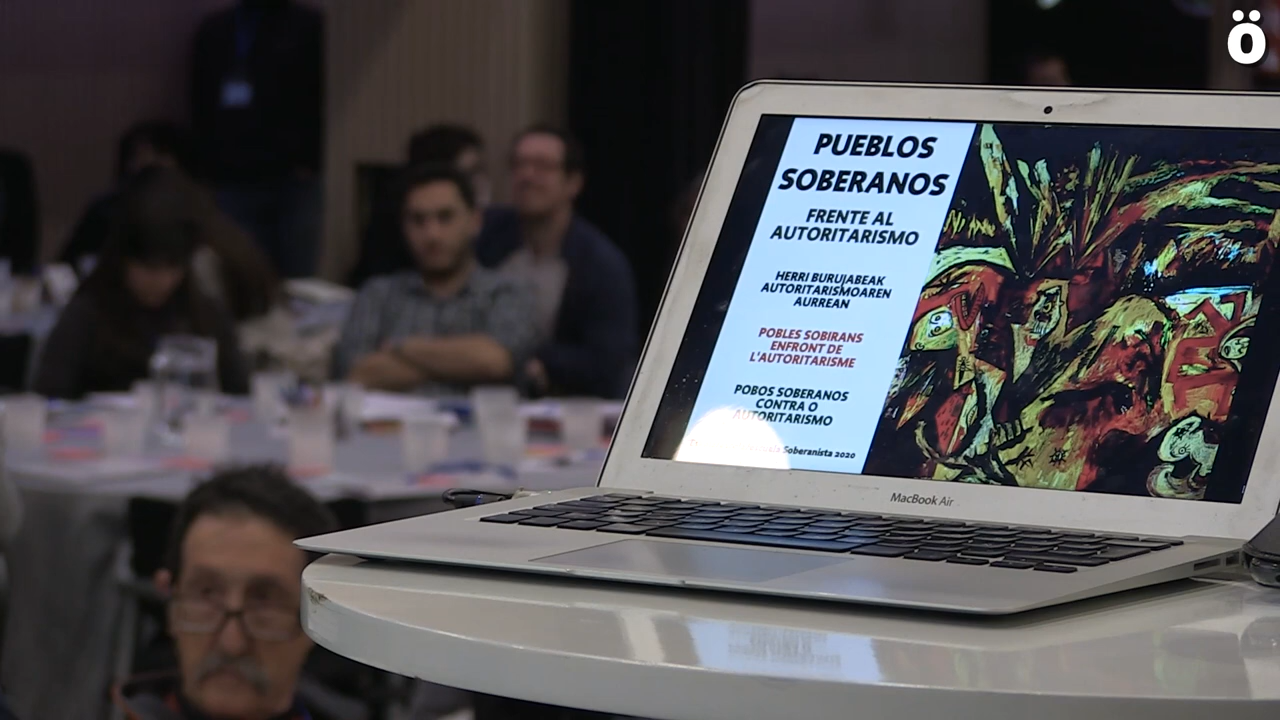 ö
PUEBLOS
SOBERANOS
FRENTE AL
AUTORITARISMO
HERRI BURUJABEAK
AUTORITARISMOAREN
AURREAN
POBLES SOBIRANS
ENFRONT DE
L'AUTORITARISME
POBOS SOBERANOS
CONTRA O
AUTORITARISMO
Soberanista 2020
MacBook Air